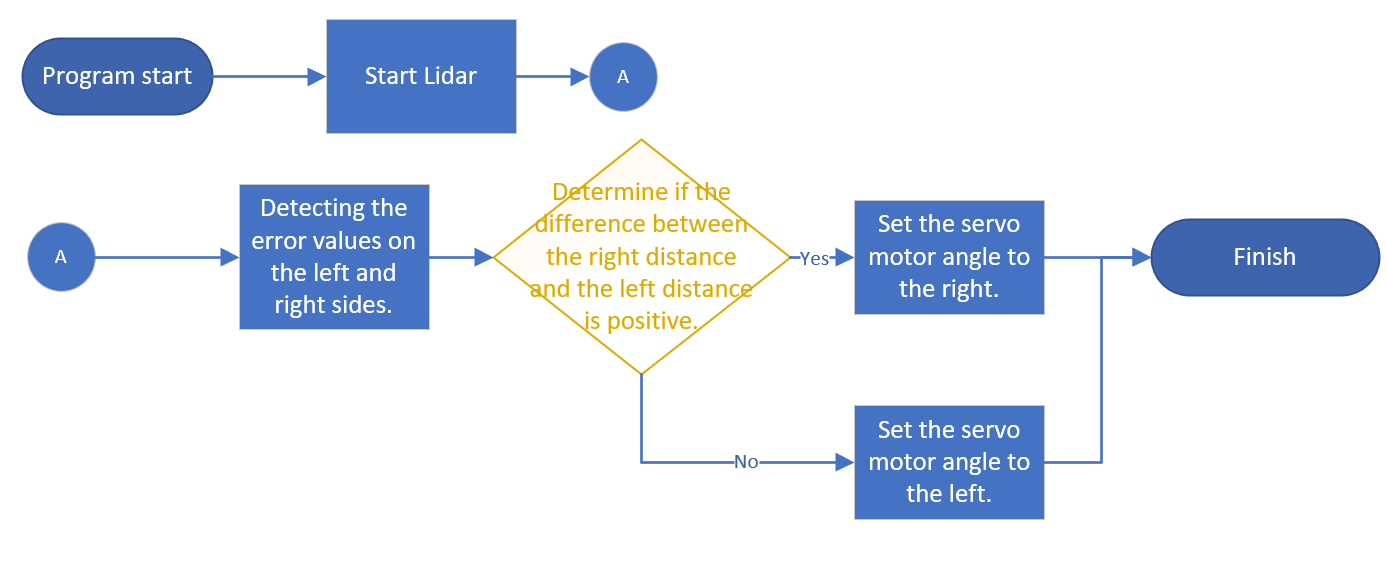 Program start
Start Lidar
A
A
Detecting the
error values on
the left and
right sides.
Determine if the
difference between
the right distance
and the left distance
is positive.
Yes
Set the servo
motor angle to
the right.
Finish
No
Set the servo
motor angle to
the left.